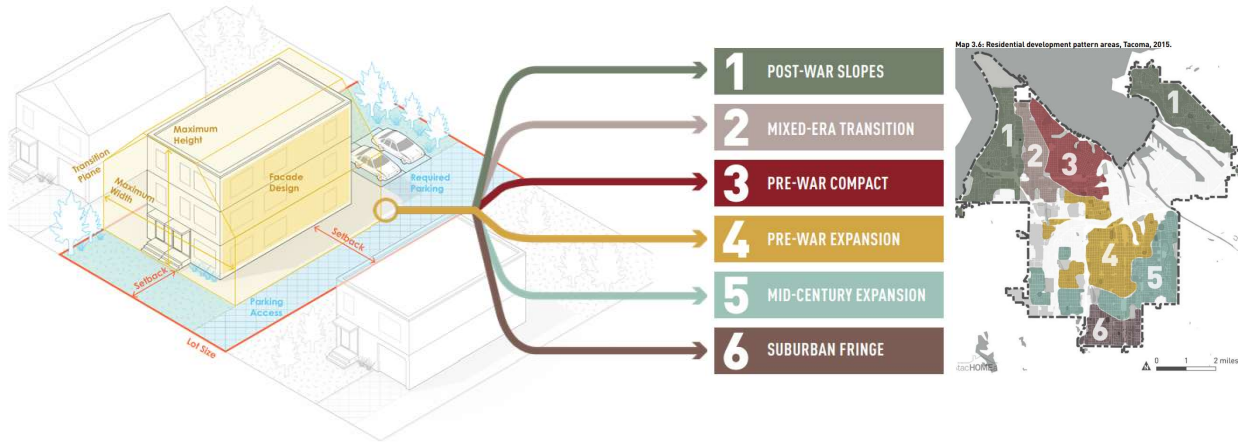 Maximum
Height
Transition
Plane
Maximum
Width
Facade
Design
Required
Parking
Setback
Setback
Parking
Access
Lot Size
1 POST-WAR SLOPES
2 MIXED-ERA TRANSITION
3 PRE-WAR COMPACT
4 PRE-WAR EXPANSION
5 MID-CENTURY EXPANSION
6 SUBURBAN FRINGE
Map 3.6: Residential development pattern areas, Tacoma, 2015.
1
1
2
3
4
5
6
0 1 2 miles
N